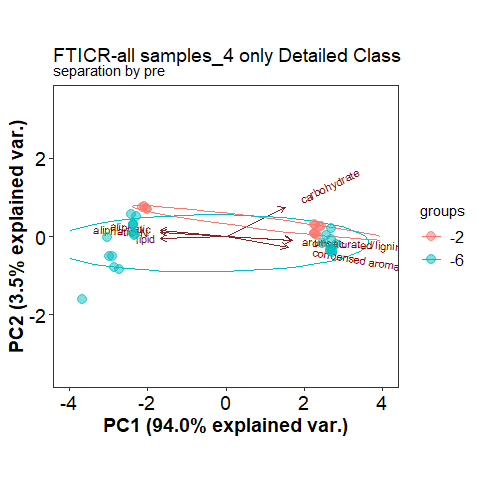 FTICR-all samples_4 only Detailed Class
separation by pre
PC2 (3.5% explained var.)
2
0
-2
carbohydrate
aliphatic
lipid
condensed aroma
-4
-2
0
2
4
PC1 (94.0% explained var.)
groups
-2
-6